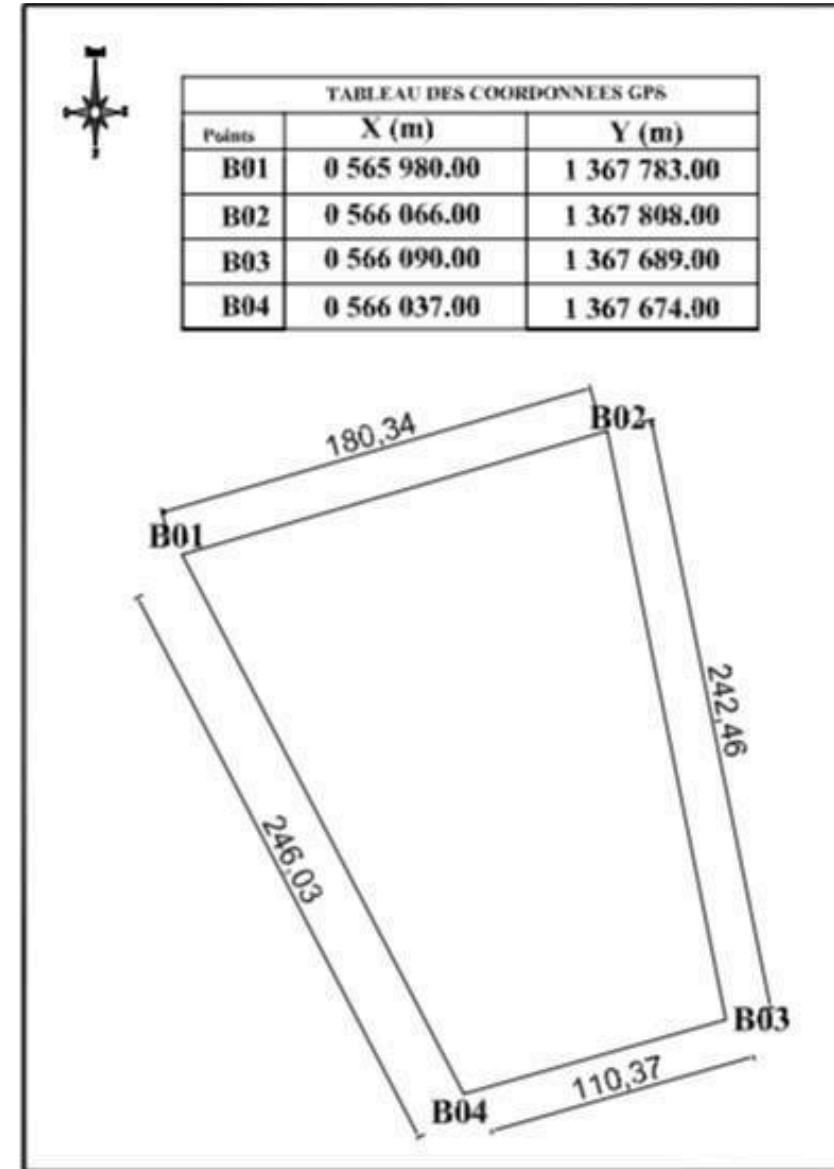 TABLEAU DES COORDONNEES GPS
Points X (m) Y (m)
B01 0 565 980.00 1 367 783.00
B02 0 566 066.00 1 367 808.00
B03 0 566 090.00 1 367 689.00
B04 0 566 037.00 1 367 674.00
180,34
B02
B01
242,46
246,03
B03
110,37
B04